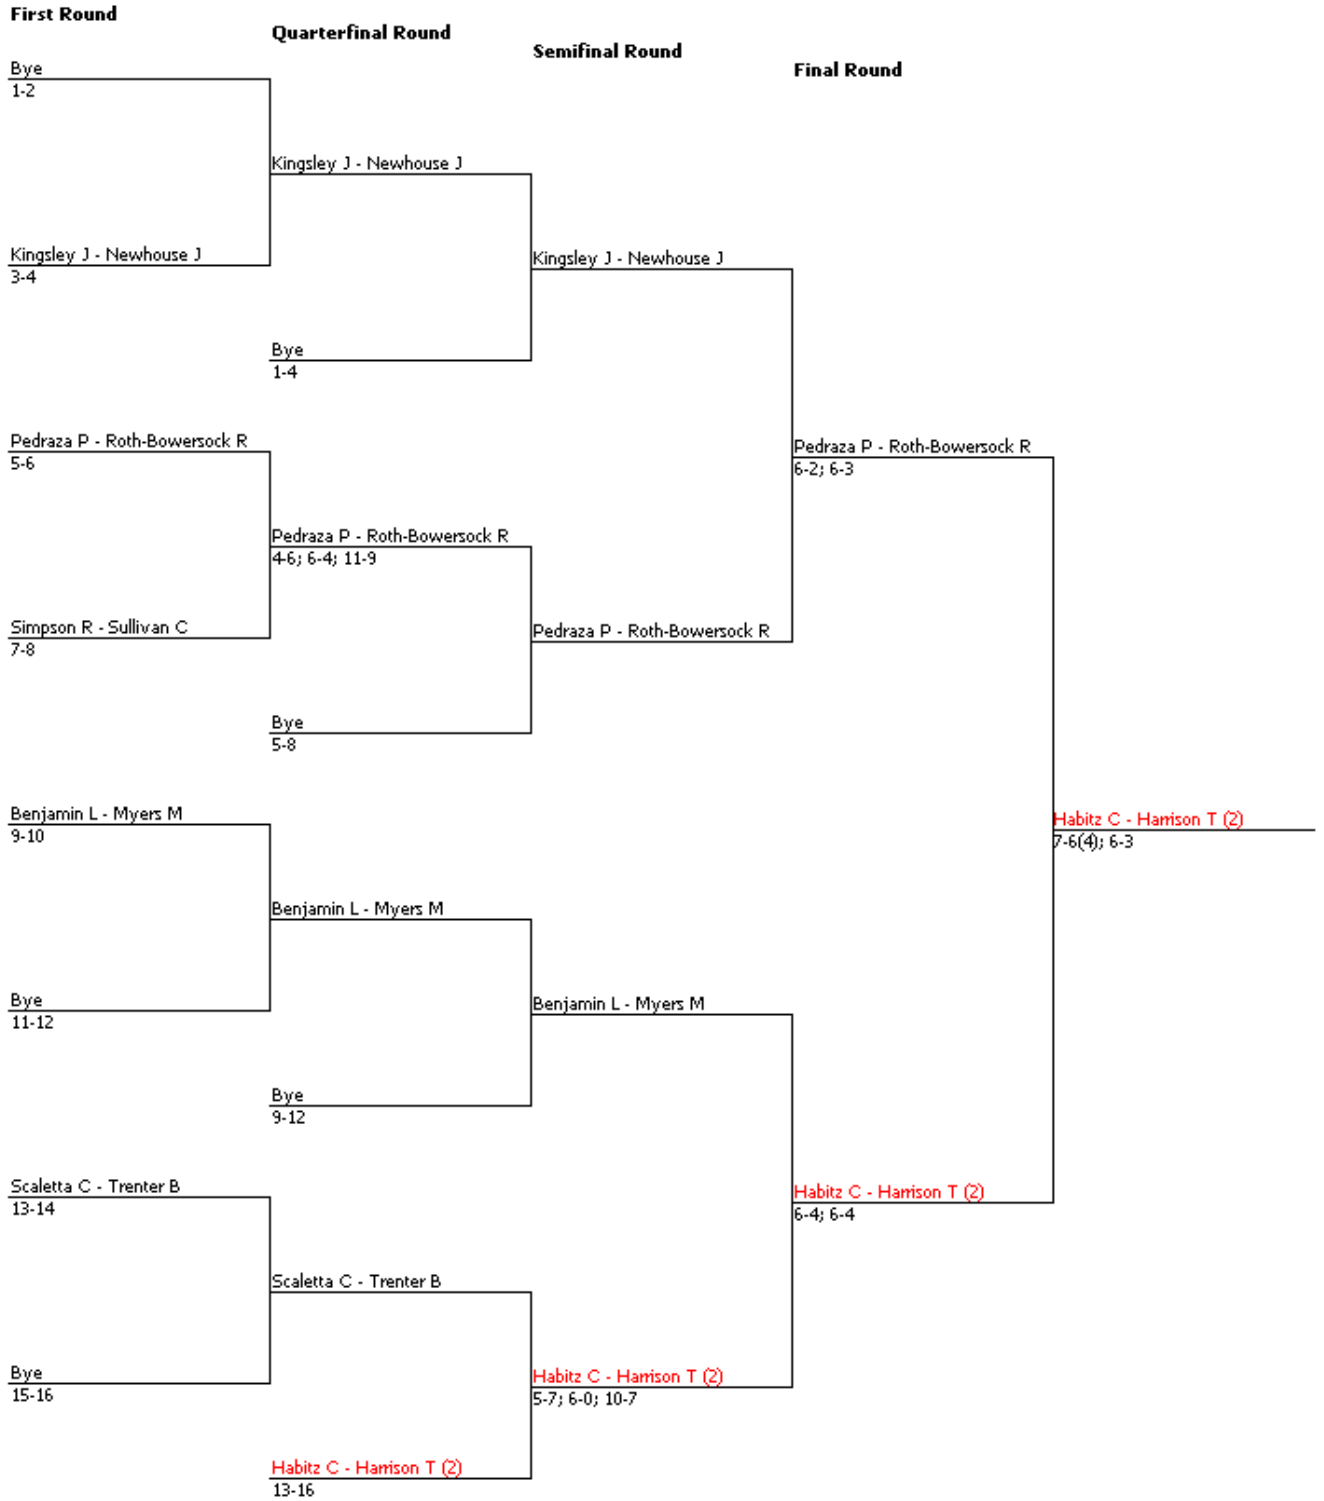 First Round
Quarterfinal Round
Semifinal Round
Final Round
Bye
1-2
Kingsley J - Newhouse J
Kingsley J - Newhouse J
3-4
Kingsley J - Newhouse J
Bye
1-4
Pedraza P - Roth-Bowersock R
5-6
Pedraza P - Roth-Bowersock R
6-2; 6-3
Pedraza P - Roth-Bowersock R
4-6; 6-4; 11-9
Simpson R - Sullivan C
7-8
Pedraza P - Roth-Bowersock R
Bye
5-8
Benjamin L - Myers M
9-10
Habitz C - Harrison T (2)
7-6(4); 6-3
Benjamin L - Myers M
Bye
11-12
Benjamin L - Myers M
Bye
9-12
Scaletta C - Trenter B
13-14
Habitz C - Harrison T (2)
6-4; 6-4
Scaletta C - Trenter B
Bye
15-16
Habitz C - Harrison T (2)
5-7; 6-0; 10-7
Habitz C - Harrison T (2)
13-16